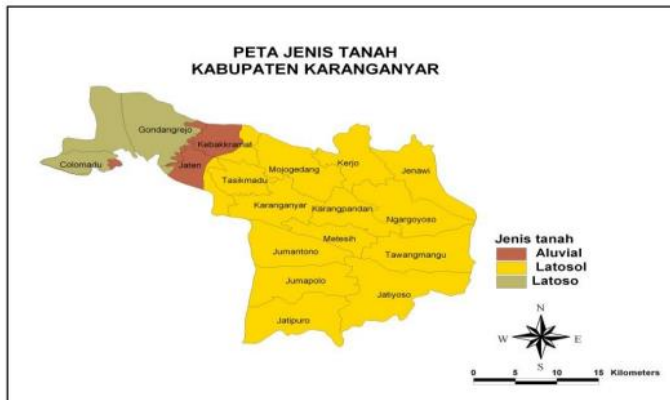 PETA JENIS TANAH
KABUPATEN KARANGANYAR
Gondangrejo
Kebakkramat
Colomadu
Jaten
Tasikmadu
Mojogedang
Kerjo
Jenawi
Karanganyar
Karangpandan
Ngargoyoso
Metesih
Jumantono
Tawangmangu
Jumapolo
Jatiyoso
Jatipuro
Jenis tanah
Aluvial
Latosol
Latoso
N
W E
S
0 5 10 15 Kilometers